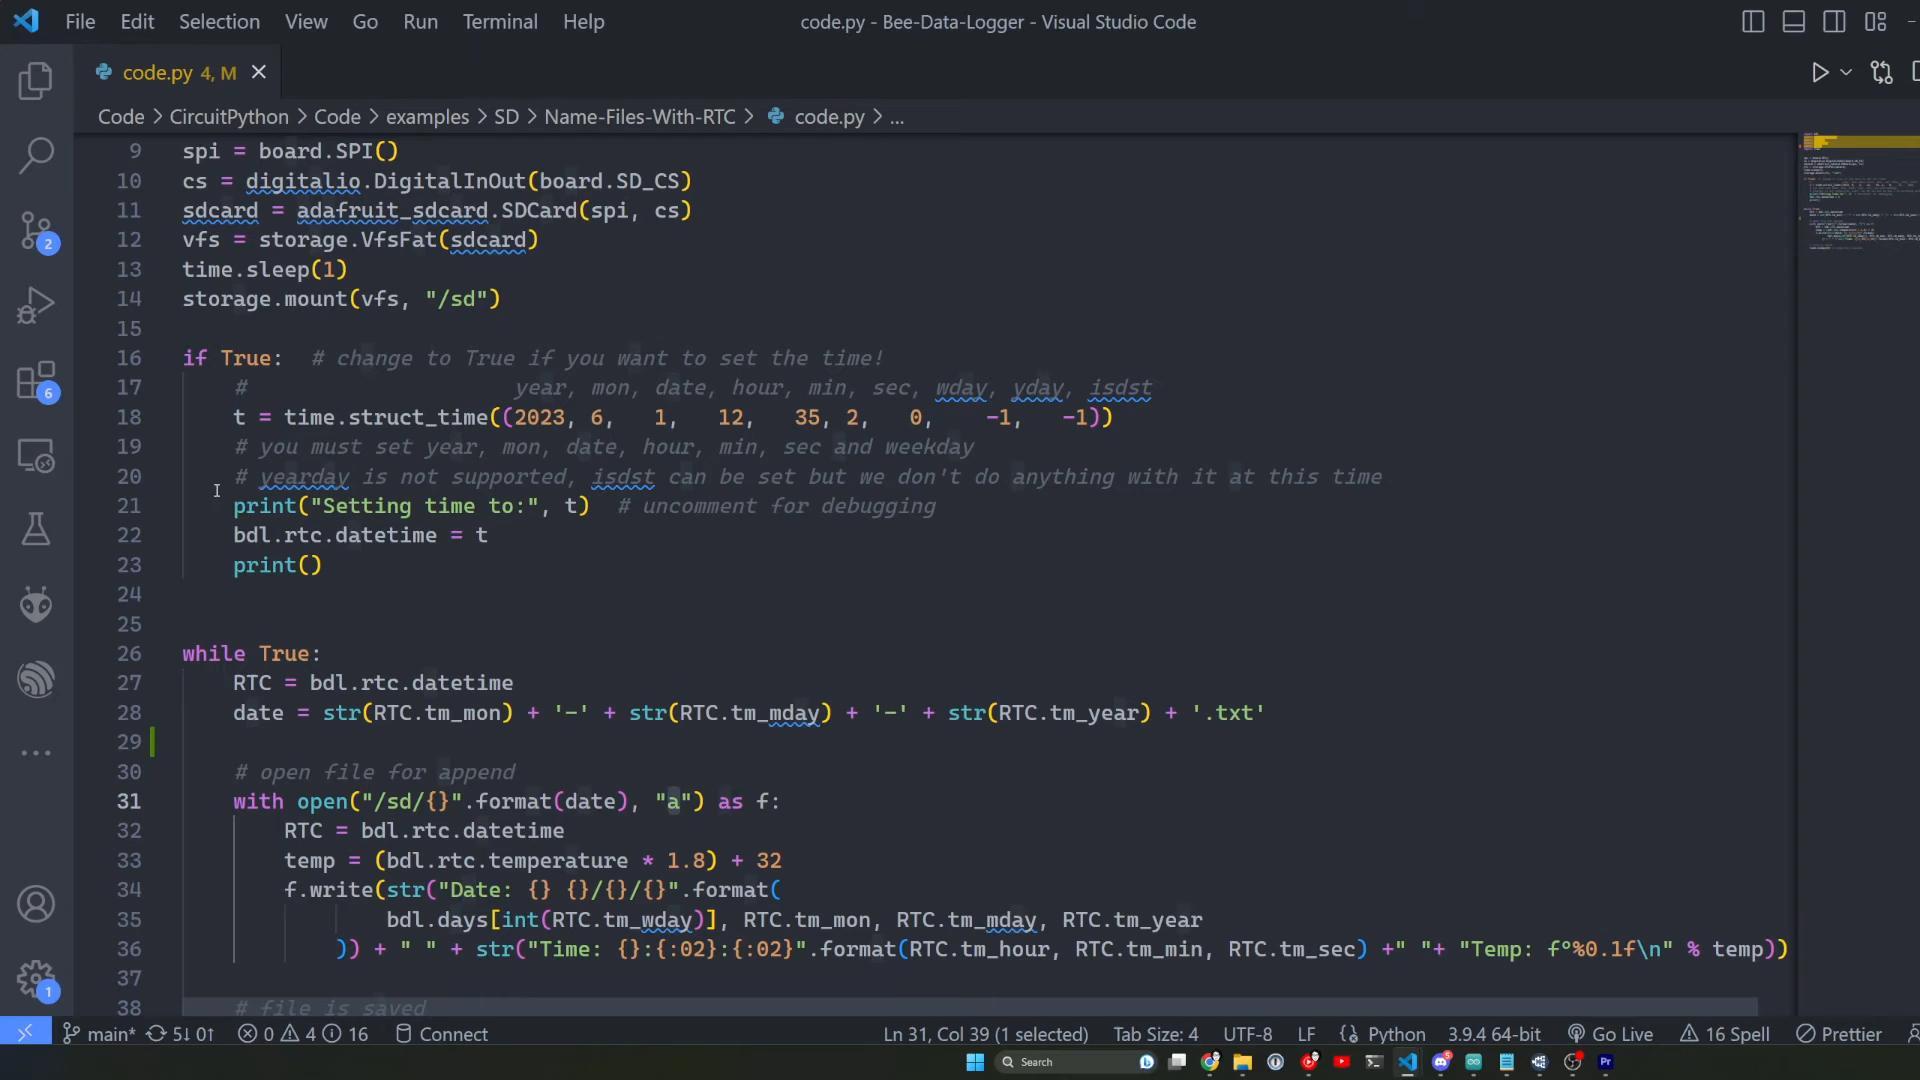 File Edit Selection View Go Run Terminal Help
code.py - Bee-Data-Logger - Visual Studio Code
code.py 4, M
Code > CircuitPython > Code > examples > SD > Name-Files-With-RTC > code.py > ...
9 spi = board.SPI()
10 cs = digitalio.DigitalInOut(board.SD_CS)
11 sdcard = adafruit_sdcard.SDCard(spi, cs)
12 vfs = storage.VfsFat(sdcard)
13 time.sleep(1)
14 storage.mount(vfs, "/sd")
15
16 if True:  # change to True if you want to set the time!
17     #                     year, mon, date, hour, min, sec, wday, yday, isdst
18     t = time.struct_time((2023, 6,   1,    12,    35, 2,    0,     -1,    -1))
19     # you must set year, mon, date, hour, min, sec and weekday
20     # yearday is not supported, isdst can be set but we don't do anything with it at this time
21     print("Setting time to:", t)  # uncomment for debugging
22     bdl.rtc.datetime = t
23     print()
24
25
26 while True:
27     RTC = bdl.rtc.datetime
28     date = str(RTC.tm_mon) + '-' + str(RTC.tm_mday) + '-' + str(RTC.tm_year) + '.txt'
29
30     # open file for append
31     with open("/sd/{}".format(date), "a") as f:
32         RTC = bdl.rtc.datetime
33         temp = (bdl.rtc.temperature * 1.8) + 32
34         f.write(str("Date: {} {}/{}/{}".format(
35                 bdl.days[int(RTC.tm_wday)], RTC.tm_mon, RTC.tm_mday, RTC.tm_year
36             )) + " " + str("Time: {}:{:02}:{:02}".format(RTC.tm_hour, RTC.tm_min, RTC.tm_sec) +" "+ "Temp: f°%0.1f\n" % temp))
37
38     # file is saved
2
6
1
main* 5↓ 0↑ 0 4 16 Connect Ln 31, Col 39 (1 selected) Tab Size: 4 UTF-8 LF Python 3.9.4 64-bit Go Live 16 Spell Prettier
Search
Pr